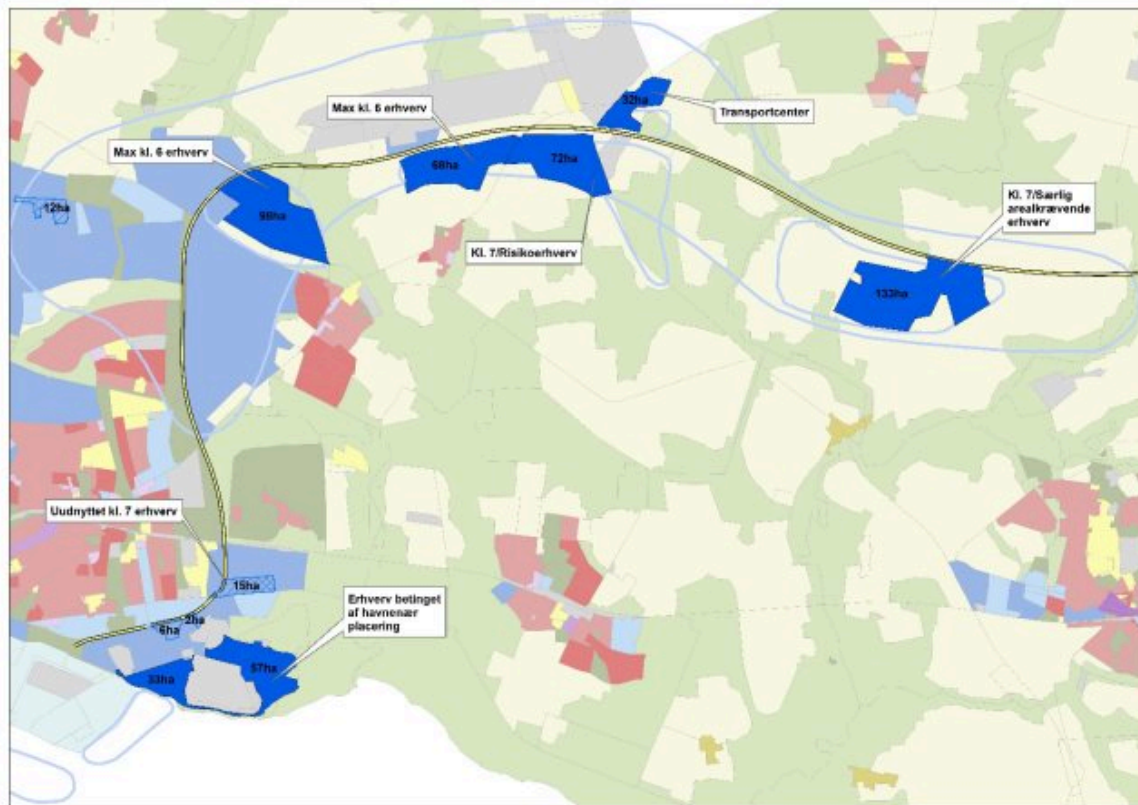 32ha
Transportcenter
Max kl. 6 erhverv
Max kl. 6 erhverv
68ha
72ha
12ha
98ha
Kl. 7/Risikoerhverv
Kl. 7/Særlig
arealkrævende
erhverv
133ha
Uudnyttet kl. 7 erhverv
15ha
Erhverv betinget
af havnenær
placering
2ha
6ha
33ha
57ha